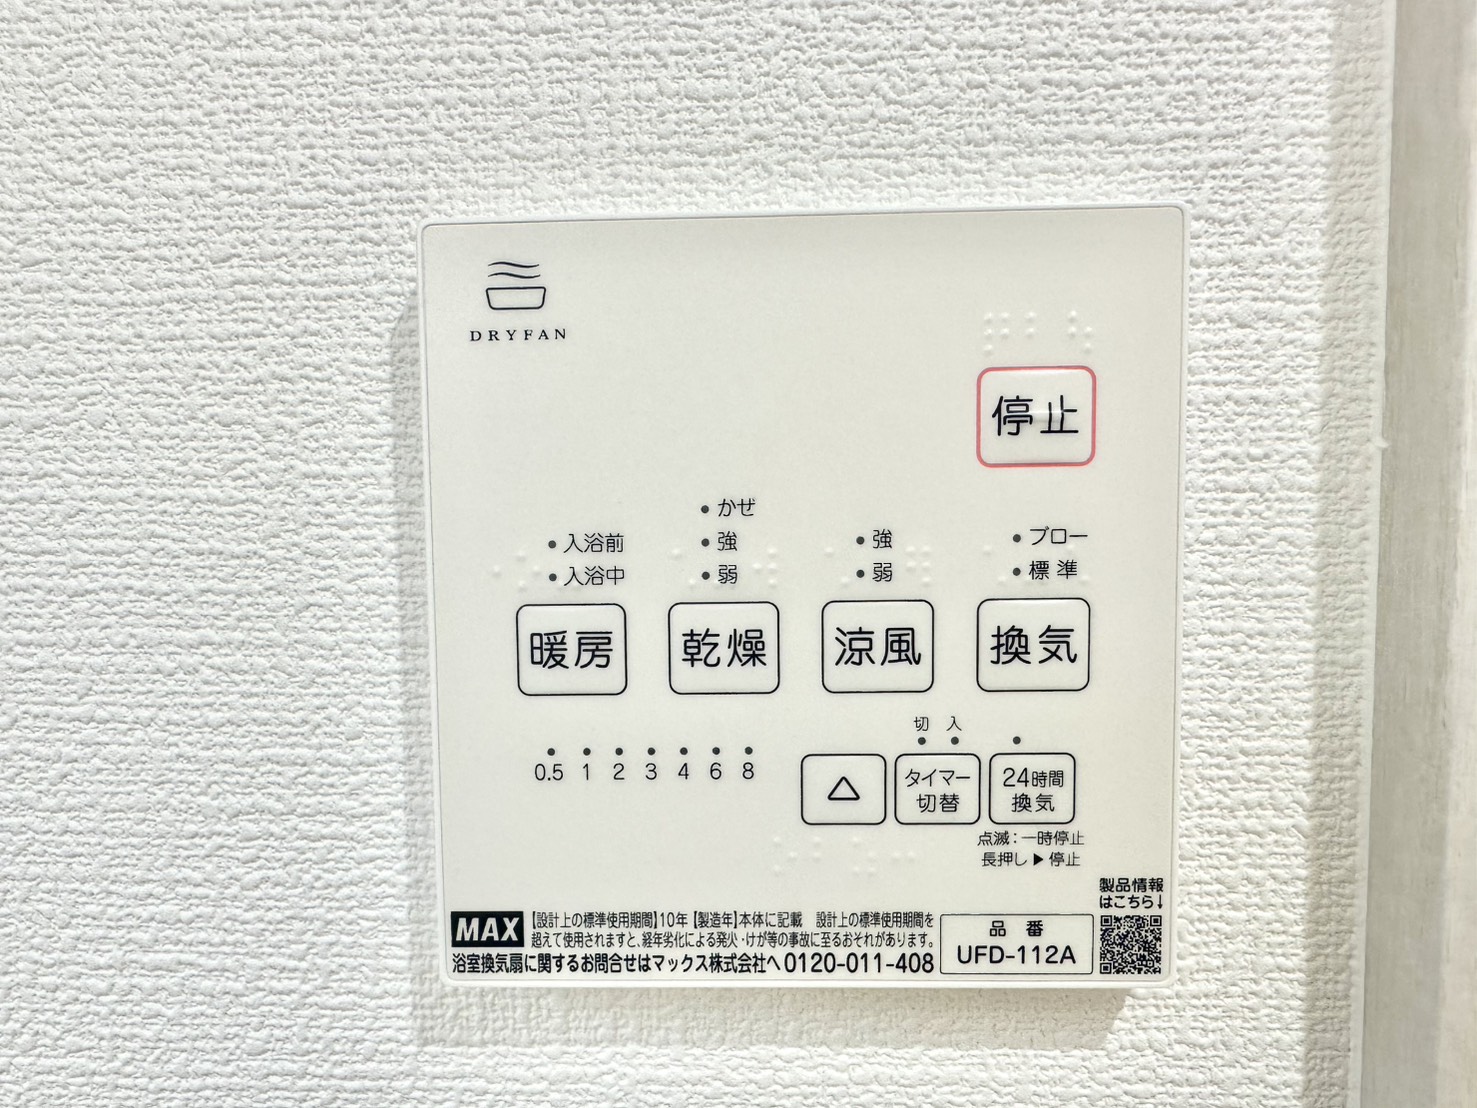 DRYFAN
停止
入浴前
入浴中
暖房
かぜ
強
弱
乾燥
強
弱
涼風
ブロー
標準
換気
0.5 1 2 3 4 6 8
△
切 入
タイマー
切替
24時間
換気
点滅：一時停止
長押し▶停止
製品情報
はこちら↓
MAX
【設計上の標準使用期間】10年【製造年】本体に記載 設計上の標準使用期間を
超えて使用されますと、経年劣化による発火・けが等の事故に至るおそれがあります。
浴室換気扇に関するお問合せはマックス株式会社へ 0120-011-408
品番
UFD-112A